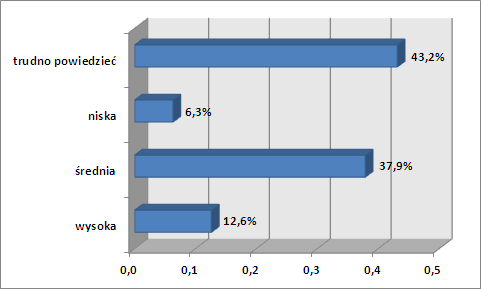 trudno powiedzieć
43,2%
niska
6,3%
średnia
37,9%
wysoka
12,6%
0,0 0,1 0,2 0,3 0,4 0,5